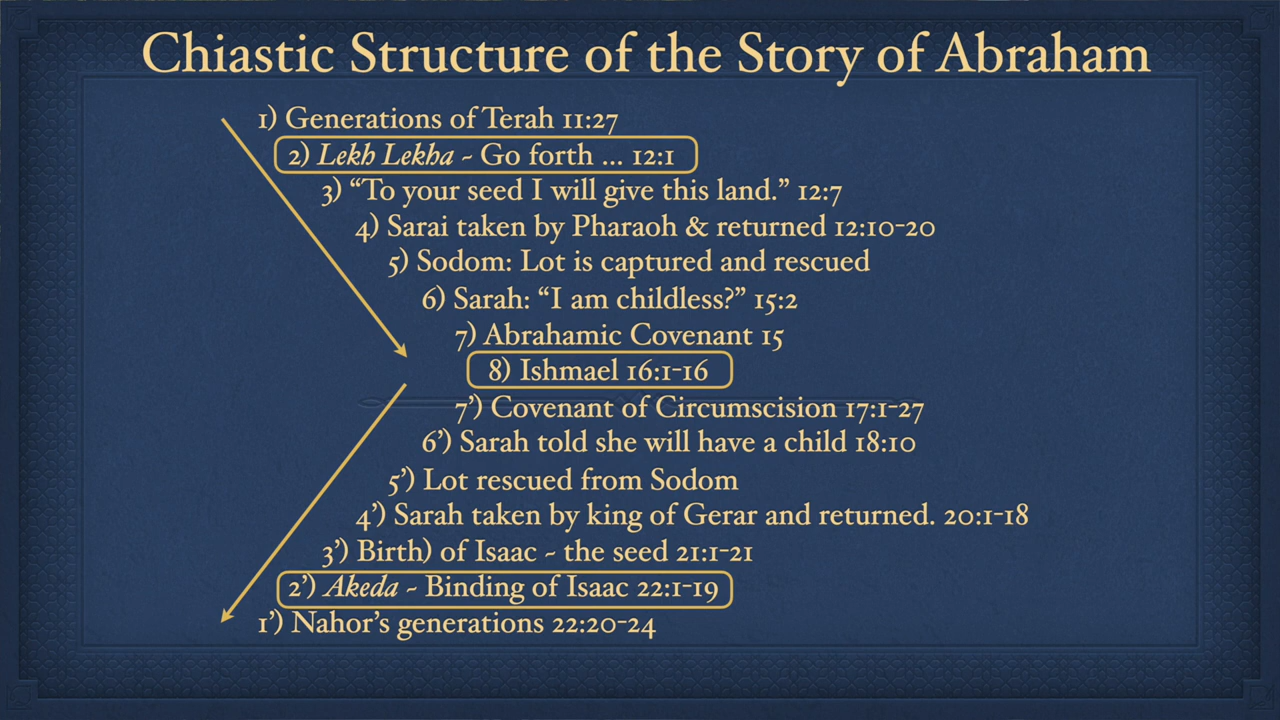 Chiastic Structure of the Story of Abraham
1) Generations of Terah 11:27
2) Lekh Lekha ~ Go forth ... 12:1
3) “To your seed I will give this land.” 12:7
4) Sarai taken by Pharaoh & returned 12:10-20
5) Sodom: Lot is captured and rescued
6) Sarah: “I am childless?” 15:2
7) Abrahamic Covenant 15
8) Ishmael 16:1-16
7’) Covenant of Circumscision 17:1-27
6’) Sarah told she will have a child 18:10
5’) Lot rescued from Sodom
4’) Sarah taken by king of Gerar and returned. 20:1-18
3’) Birth) of Isaac ~ the seed 21:1-21
2’) Akeda ~ Binding of Isaac 22:1-19
1’) Nahor’s generations 22:20-24